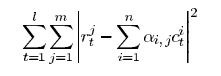 $\sum_{t=1}^{l} \sum_{j=1}^{m} \left| r_t^j - \sum_{i=1}^{n} \alpha_{i,j} c_t^i \right|^2$